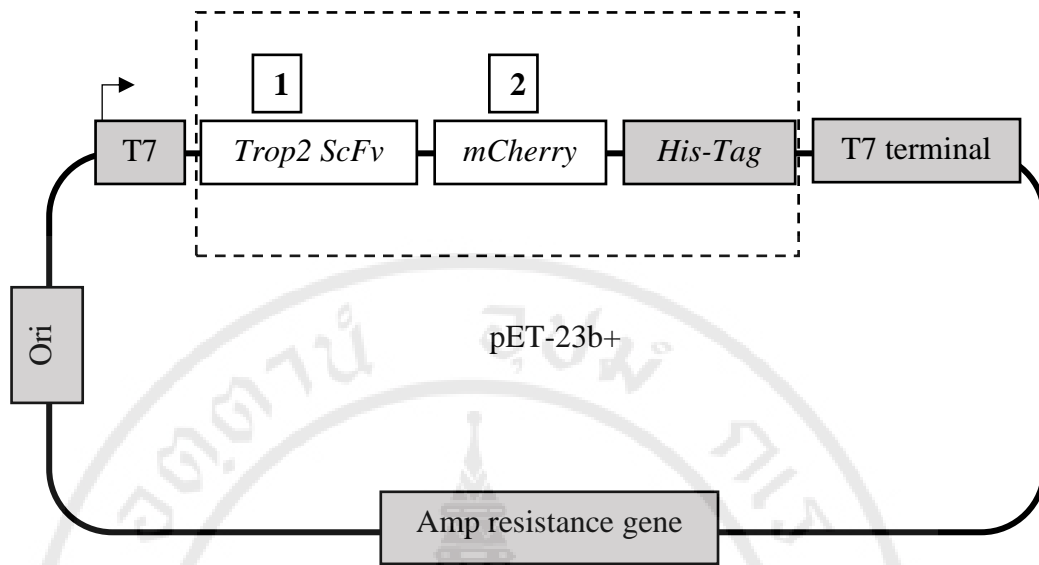 1
2
T7
Trop2 ScFv
mCherry
His-Tag
T7 terminal
Ori
pET-23b+
Amp resistance gene